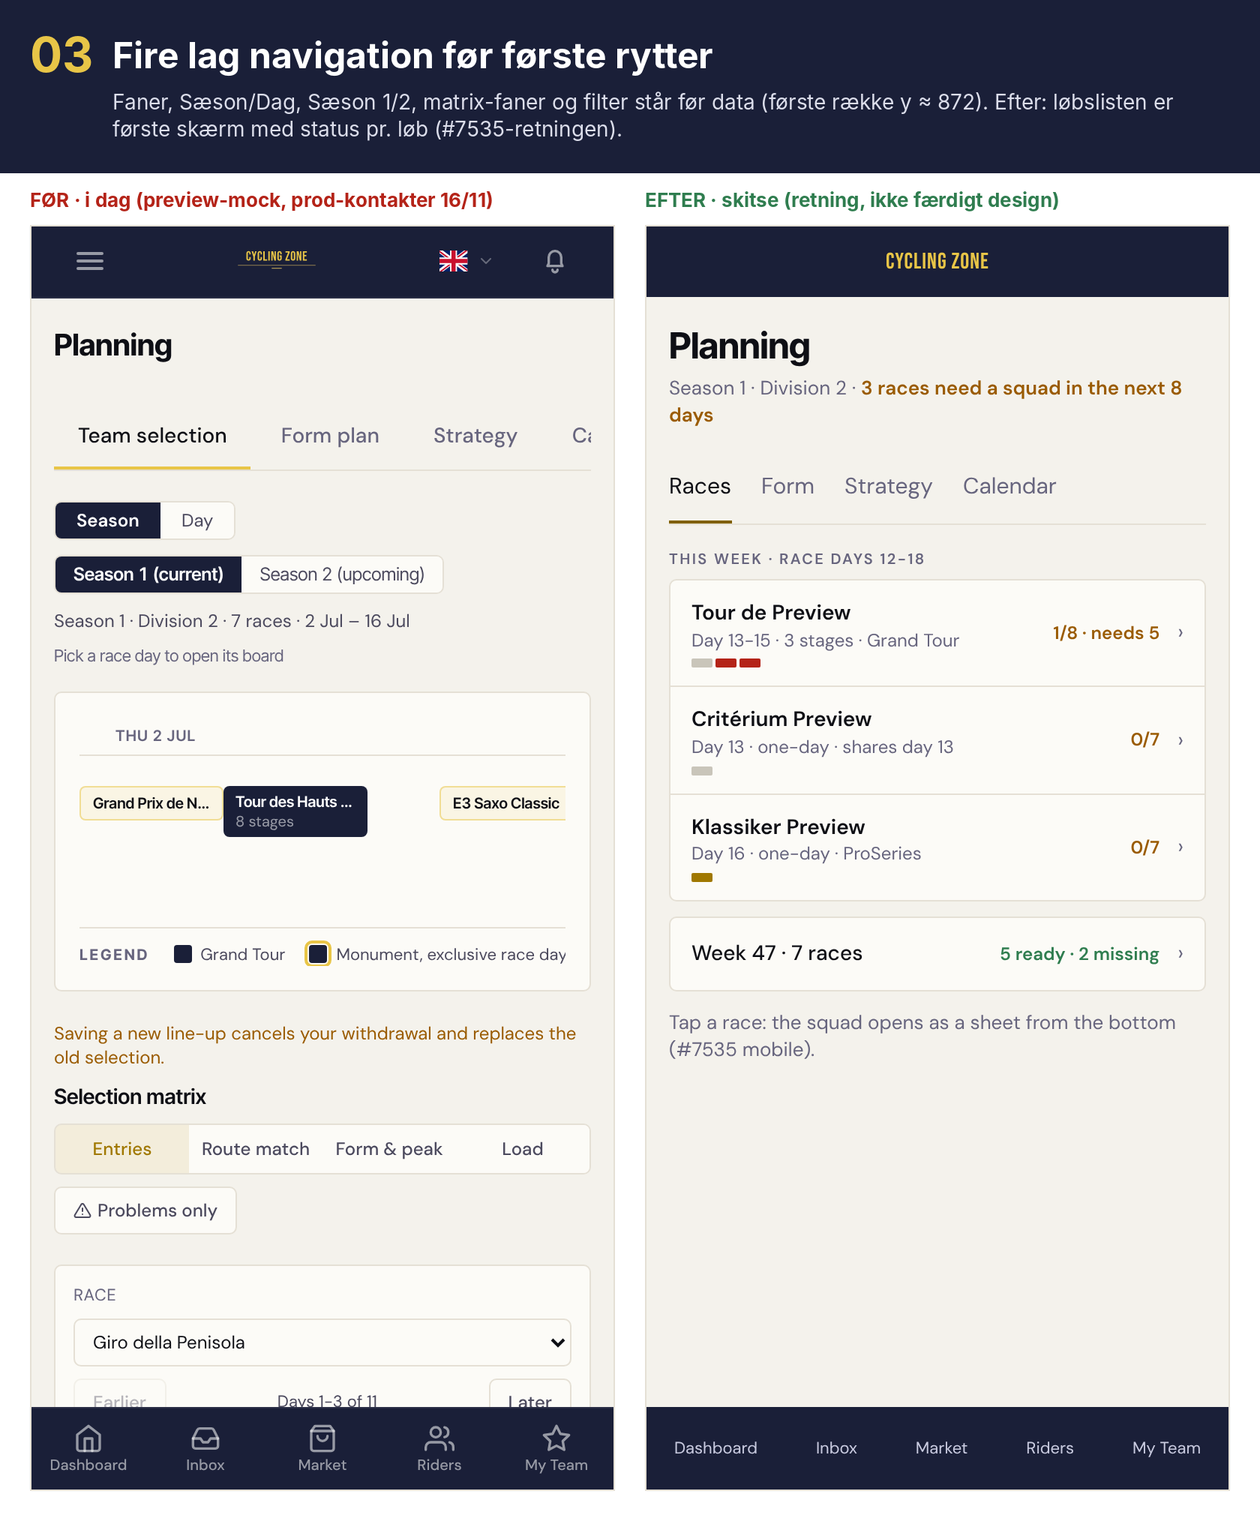 03 Fire lag navigation før første rytter
Faner, Sæson/Dag, Sæson 1/2, matrix-faner og filter står før data (første række y ≈ 872). Efter: løbslisten er
første skærm med status pr. løb (#7535-retningen).
FØR · i dag (preview-mock, prod-kontakter 16/11)
CYCLING ZONE
Planning
Team selection Form plan Strategy Ca
Season Day
Season 1 (current) Season 2 (upcoming)
Season 1 · Division 2 · 7 races · 2 Jul – 16 Jul
Pick a race day to open its board
THU 2 JUL
Grand Prix de N... Tour des Hauts ... E3 Saxo Classic
8 stages
LEGEND Grand Tour Monument, exclusive race day
Saving a new line-up cancels your withdrawal and replaces the
old selection.
Selection matrix
Entries Route match Form & peak Load
Problems only
RACE
Giro della Penisola
Earlier Days 1-3 of 11 Later
Dashboard Inbox Market Riders My Team
EFTER · skitse (retning, ikke færdigt design)
CYCLING ZONE
Planning
Season 1 · Division 2 · 3 races need a squad in the next 8
days
Races Form Strategy Calendar
THIS WEEK · RACE DAYS 12–18
Tour de Preview
Day 13–15 · 3 stages · Grand Tour
1/8 · needs 5 ›
Critérium Preview
Day 13 · one-day · shares day 13
0/7 ›
Klassiker Preview
Day 16 · one-day · ProSeries
0/7 ›
Week 47 · 7 races 5 ready · 2 missing ›
Tap a race: the squad opens as a sheet from the bottom
(#7535 mobile).
Dashboard Inbox Market Riders My Team